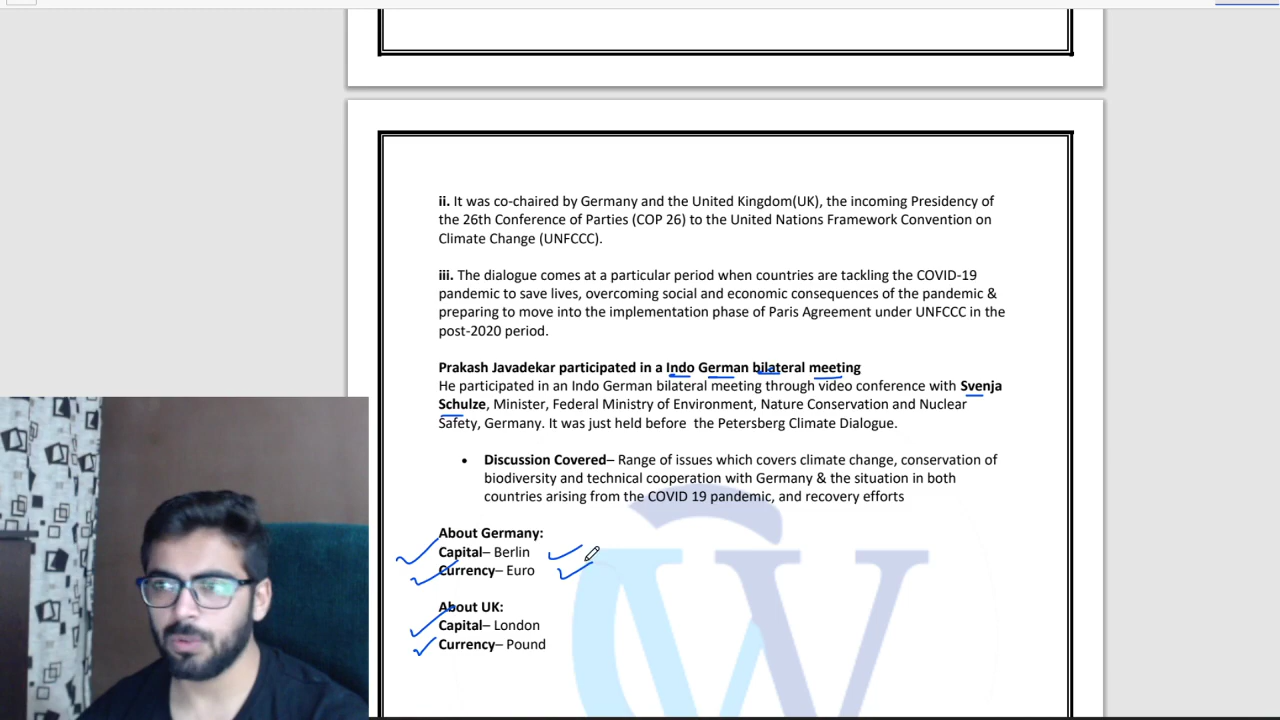 ii. It was co-chaired by Germany and the United Kingdom(UK), the incoming Presidency of
the 26th Conference of Parties (COP 26) to the United Nations Framework Convention on
Climate Change (UNFCCC).
iii. The dialogue comes at a particular period when countries are tackling the COVID-19
pandemic to save lives, overcoming social and economic consequences of the pandemic &
preparing to move into the implementation phase of Paris Agreement under UNFCCC in the
post-2020 period.
Prakash Javadekar participated in a Indo German bilateral meeting
He participated in an Indo German bilateral meeting through video conference with Svenja
Schulze, Minister, Federal Ministry of Environment, Nature Conservation and Nuclear
Safety, Germany. It was just held before the Petersberg Climate Dialogue.
• Discussion Covered– Range of issues which covers climate change, conservation of
biodiversity and technical cooperation with Germany & the situation in both
countries arising from the COVID 19 pandemic, and recovery efforts
About Germany:
Capital– Berlin
Currency– Euro
About UK:
Capital– London
Currency– Pound